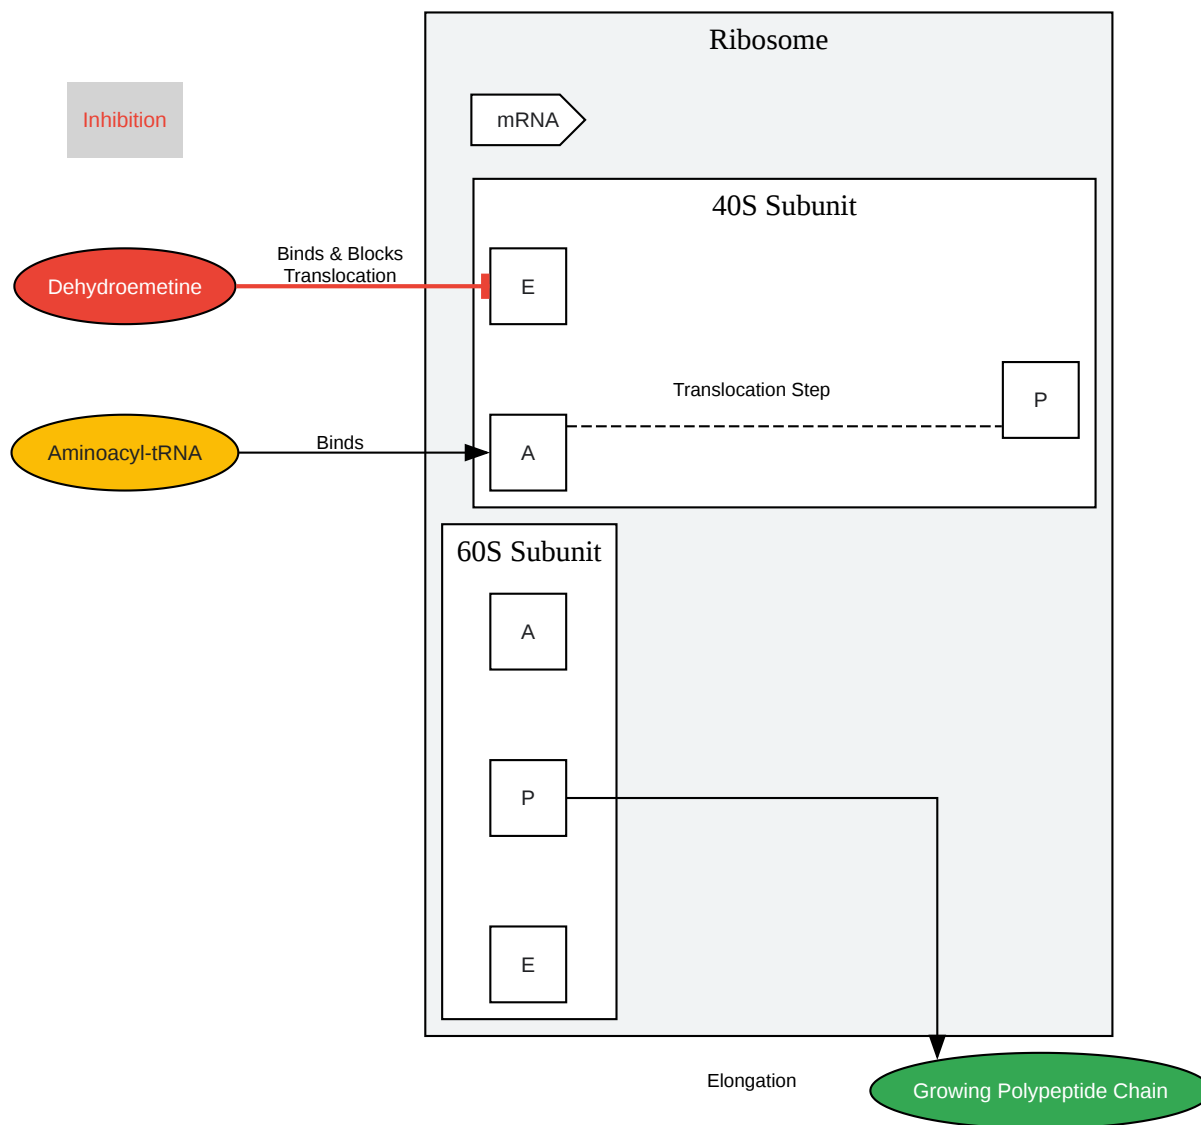 Ribosome
mRNA
Inhibition
40S Subunit
Binds & Blocks
Translocation
Dehydroemetine
E
Translocation Step
P
Binds
Aminoacyl-tRNA
A
60S Subunit
A
P
E
Elongation
Growing Polypeptide Chain